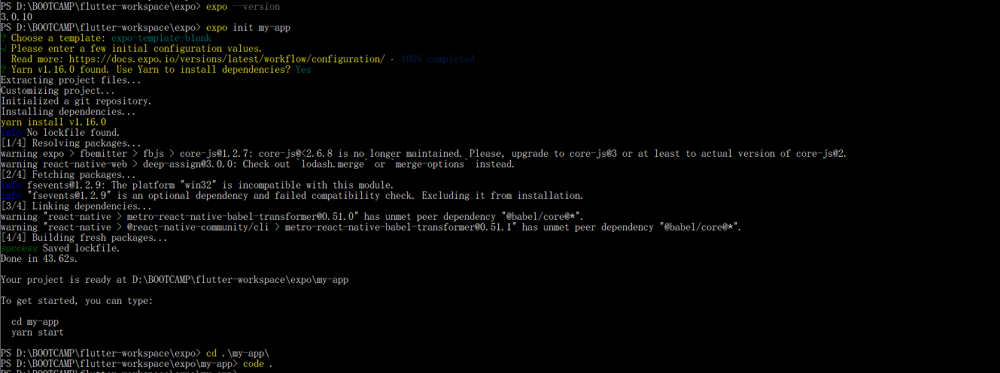 PS D:\BOOTCAMP\flutter-workspace\expo> expo --version
3.0.10
PS D:\BOOTCAMP\flutter-workspace\expo> expo init my-app
? Choose a template: expo-template-blank
√ Please enter a few initial configuration values.
  Read more: https://docs.expo.io/versions/latest/workflow/configuration/ · 100% completed
? Yarn v1.16.0 found. Use Yarn to install dependencies? Yes
Extracting project files...
Customizing project...
Initialized a git repository.
Installing dependencies...
yarn install v1.16.0
info No lockfile found.
[1/4] Resolving packages...
warning expo > fbemitter > fbjs > core-js@1.2.7: core-js@<2.6.8 is no longer maintained. Please, upgrade to core-js@3 or at least to actual version of core-js@2.
warning react-native-web > deep-assign@3.0.0: Check out `lodash.merge` or `merge-options` instead.
[2/4] Fetching packages...
info fsevents@1.2.9: The platform "win32" is incompatible with this module.
info "fsevents@1.2.9" is an optional dependency and failed compatibility check. Excluding it from installation.
[3/4] Linking dependencies...
warning "react-native > metro-react-native-babel-transformer@0.51.0" has unmet peer dependency "@babel/core@*".
warning "react-native > @react-native-community/cli > metro-react-native-babel-transformer@0.51.1" has unmet peer dependency "@babel/core@*".
[4/4] Building fresh packages...
success Saved lockfile.
Done in 43.62s.
Your project is ready at D:\BOOTCAMP\flutter-workspace\expo\my-app
To get started, you can type:
  cd my-app
  yarn start
PS D:\BOOTCAMP\flutter-workspace\expo> cd .\my-app\
PS D:\BOOTCAMP\flutter-workspace\expo\my-app> code .